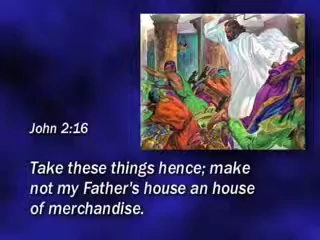 John 2:16
Take these things hence; make
not my Father's house an house
of merchandise.